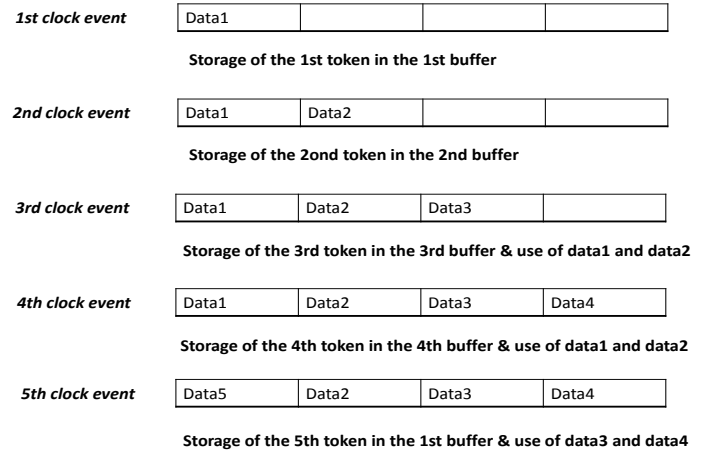 1st clock event Data1
Storage of the 1st token in the 1st buffer
2nd clock event Data1 Data2
Storage of the 2ond token in the 2nd buffer
3rd clock event Data1 Data2 Data3
Storage of the 3rd token in the 3rd buffer & use of data1 and data2
4th clock event Data1 Data2 Data3 Data4
Storage of the 4th token in the 4th buffer & use of data1 and data2
5th clock event Data5 Data2 Data3 Data4
Storage of the 5th token in the 1st buffer & use of data3 and data4